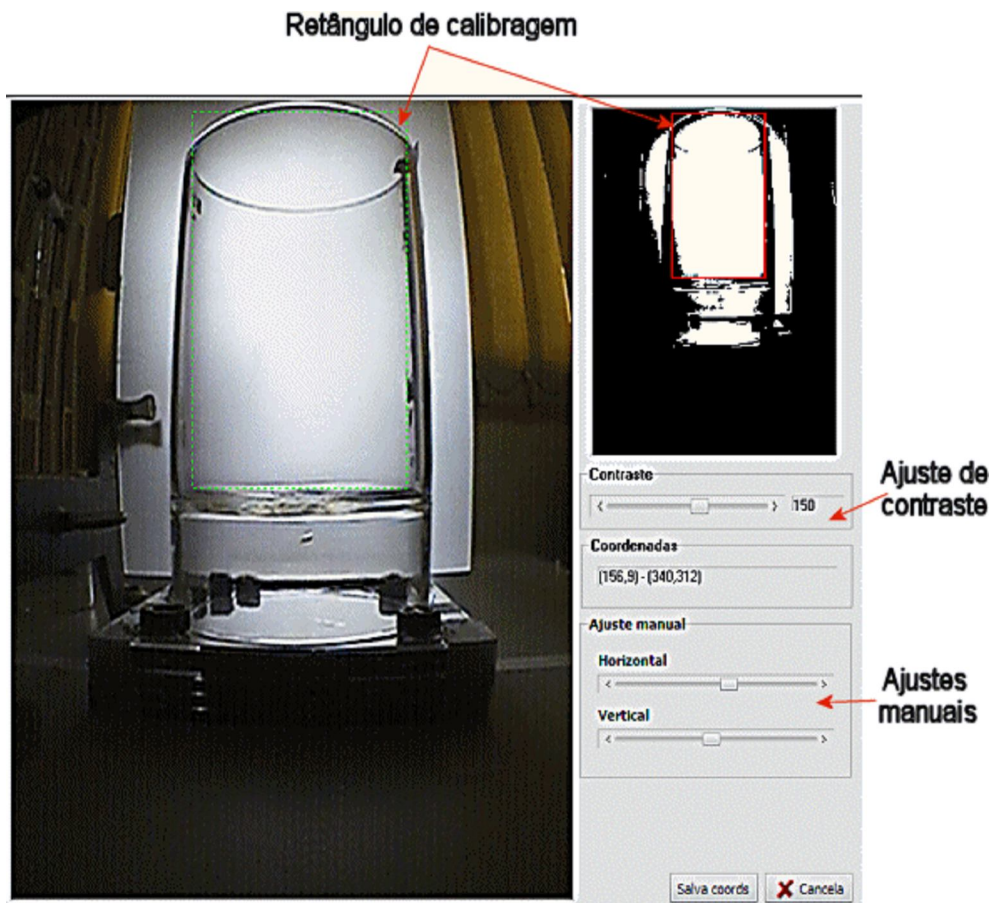 Retângulo de calibragem
Contraste
< > 150
Ajuste de
contraste
Coordenadas
(156,9) - (340,312)
Ajuste manual
Horizontal
< >
Ajustes
manuais
Vertical
< >
Salva coords
Cancela